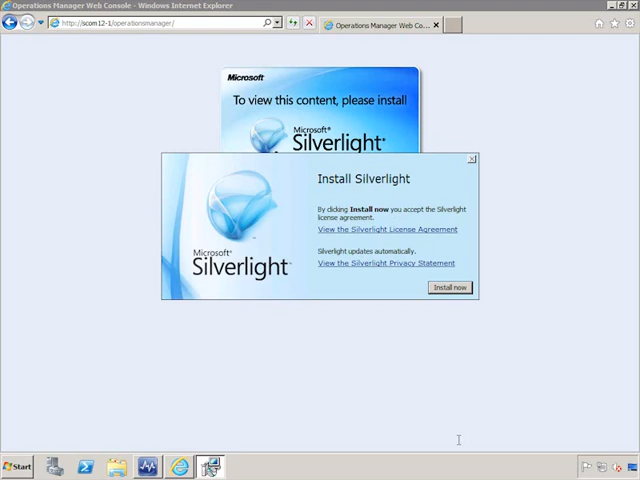 Operations Manager Web Console - Windows Internet Explorer
http://scom12-1/operationsmanager/
Operations Manager Web Co...
Microsoft
To view this content, please install
Microsoft®
Silverlight®
Install Silverlight
By clicking Install now you accept the Silverlight
license agreement.
View the Silverlight License Agreement
Silverlight updates automatically.
View the Silverlight Privacy Statement
Microsoft®
Silverlight™
Install now
Start